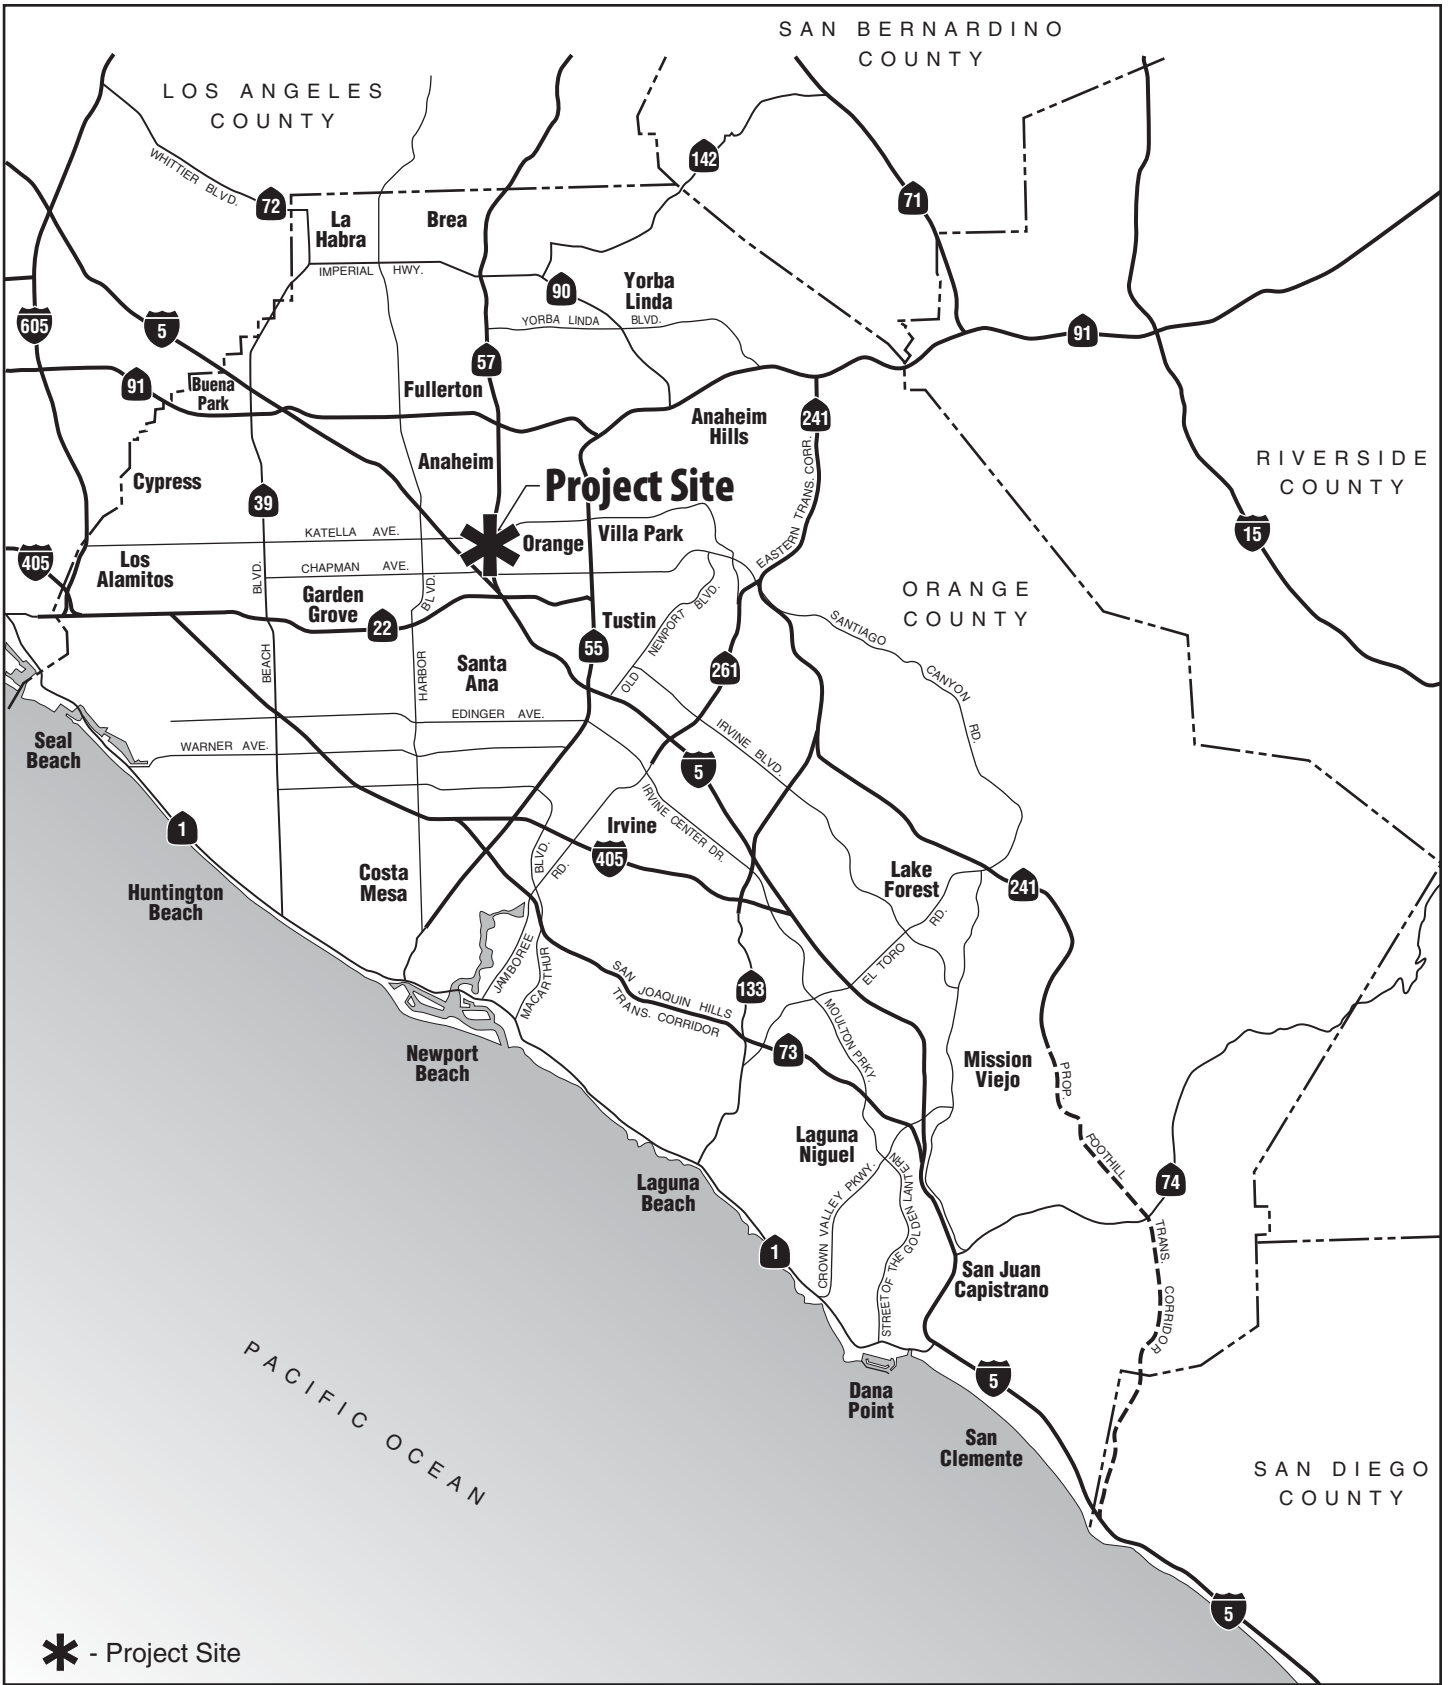 SAN BERNARDINO
COUNTY
LOS ANGELES
COUNTY
WHITTIER BLVD.
72
142
71
La
Habra
Brea
IMPERIAL HWY.
90
Yorba
Linda
YORBA LINDA BLVD.
605
5
91
57
91
Buena
Park
Fullerton
Anaheim
Hills
241
EASTERN TRANS. CORR.
RIVERSIDE
COUNTY
Cypress
Anaheim
Project Site
39
15
KATELLA AVE.
Orange
Villa Park
405
Los
Alamitos
CHAPMAN AVE.
BLVD.
BLVD.
Garden
Grove
22
ORANGE
COUNTY
Tustin
55
OLD NEWPORT BLVD.
261
SANTIAGO CANYON RD.
BEACH
HARBOR
Santa
Ana
EDINGER AVE.
WARNER AVE.
Seal
Beach
IRVINE BLVD.
5
IRVINE CENTER DR.
1
Irvine
405
BLVD.
RD.
Huntington
Beach
Costa
Mesa
Lake
Forest
241
EL TORO RD.
JAMBOREE
MACARTHUR
SAN JOAQUIN HILLS
TRANS. CORRIDOR
133
MOULTON PRKY.
73
Newport
Beach
Mission
Viejo
PROP. FOOTHILL TRANS. CORRIDOR
Laguna
Niguel
74
Laguna
Beach
CROWN VALLEY PKWY.
STREET OF THE GOLDEN LANTERN
1
San Juan
Capistrano
PACIFIC OCEAN
Dana
Point
5
San
Clemente
SAN DIEGO
COUNTY
5
- Project Site